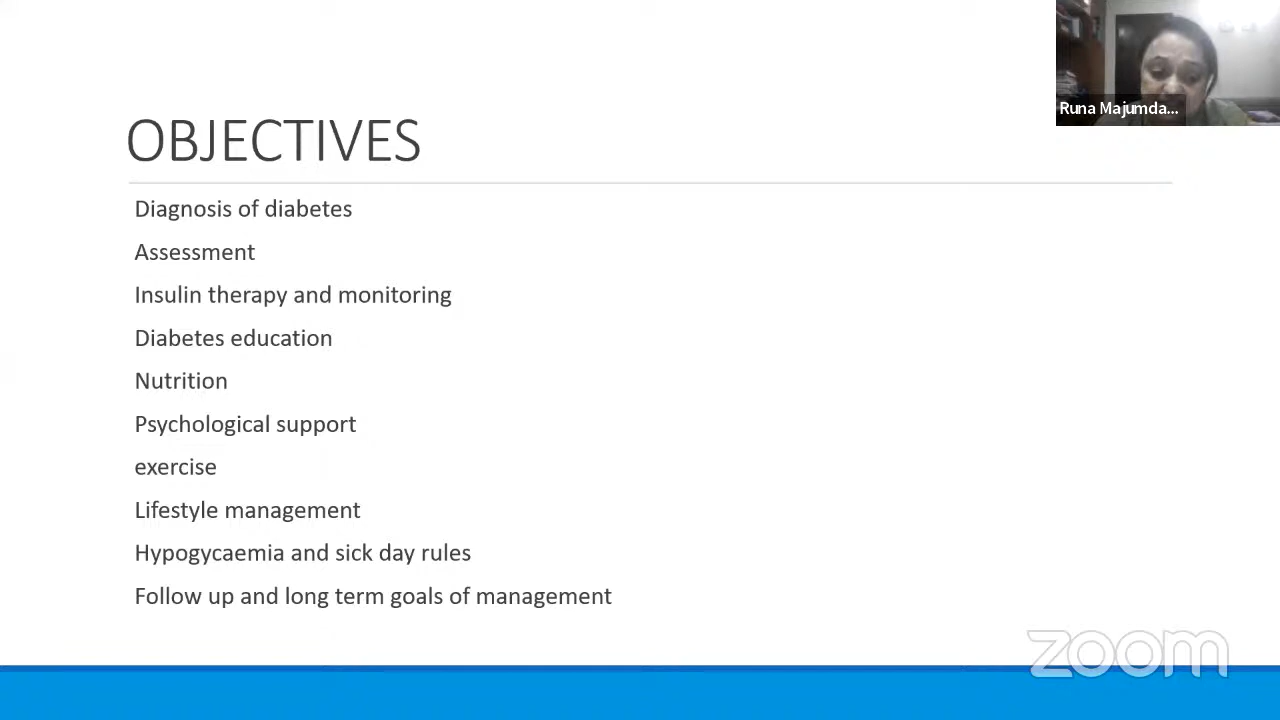 Runa Majumda...
OBJECTIVES
Diagnosis of diabetes
Assessment
Insulin therapy and monitoring
Diabetes education
Nutrition
Psychological support
exercise
Lifestyle management
Hypogycaemia and sick day rules
Follow up and long term goals of management
zoom